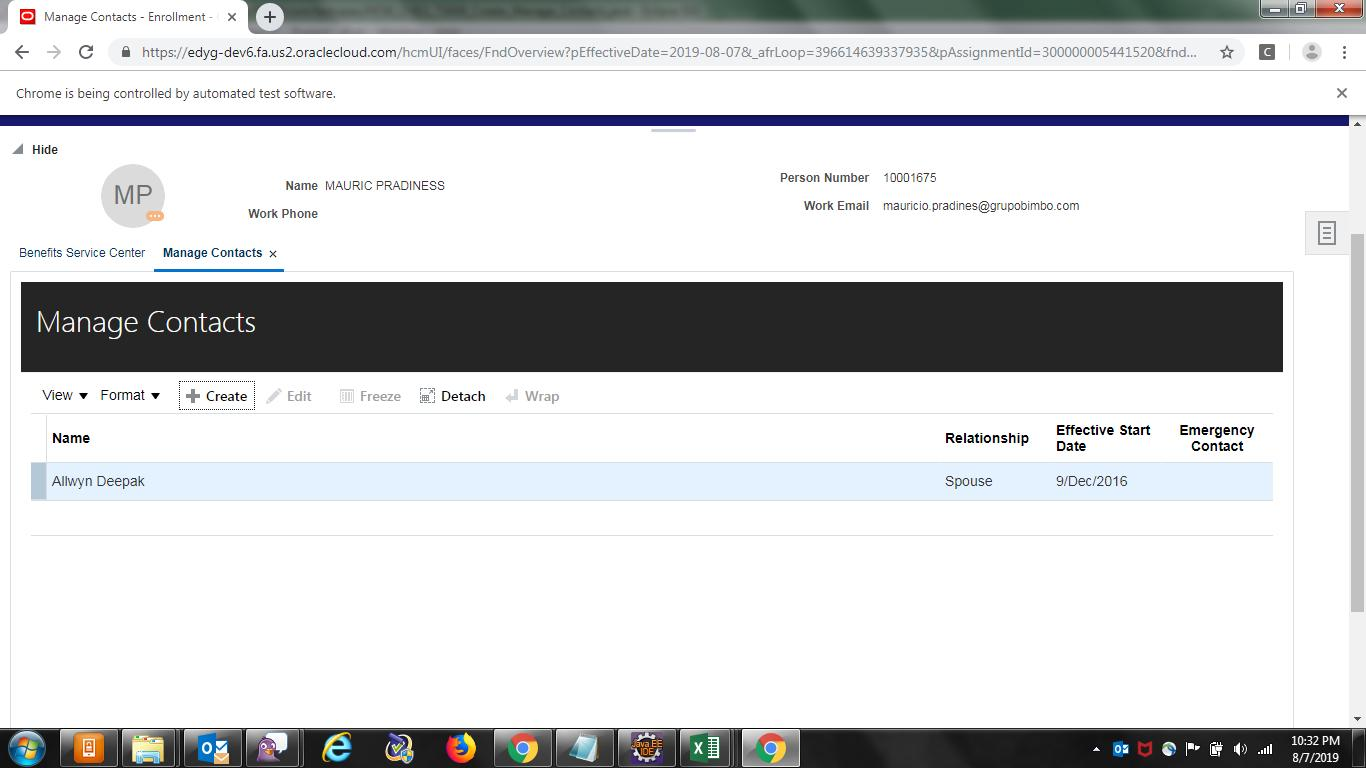 Manage Contacts - Enrollment -
https://edyg-dev6.fa.us2.oraclecloud.com/hcmUI/faces/FndOverview?pEffectiveDate=2019-08-07&_afrLoop=396614639337935&pAssignmentId=300000005441520&fnd...
C
Chrome is being controlled by automated test software.
Hide
MP
Name MAURIC PRADINESS
Work Phone
Person Number 10001675
Work Email mauricio.pradines@grupobimbo.com
Benefits Service Center Manage Contacts
Manage Contacts
View Format Create Edit Freeze Detach Wrap
Name Relationship Effective Start Date Emergency Contact
Allwyn Deepak Spouse 9/Dec/2016
Java EE
IDE
10:32 PM
8/7/2019